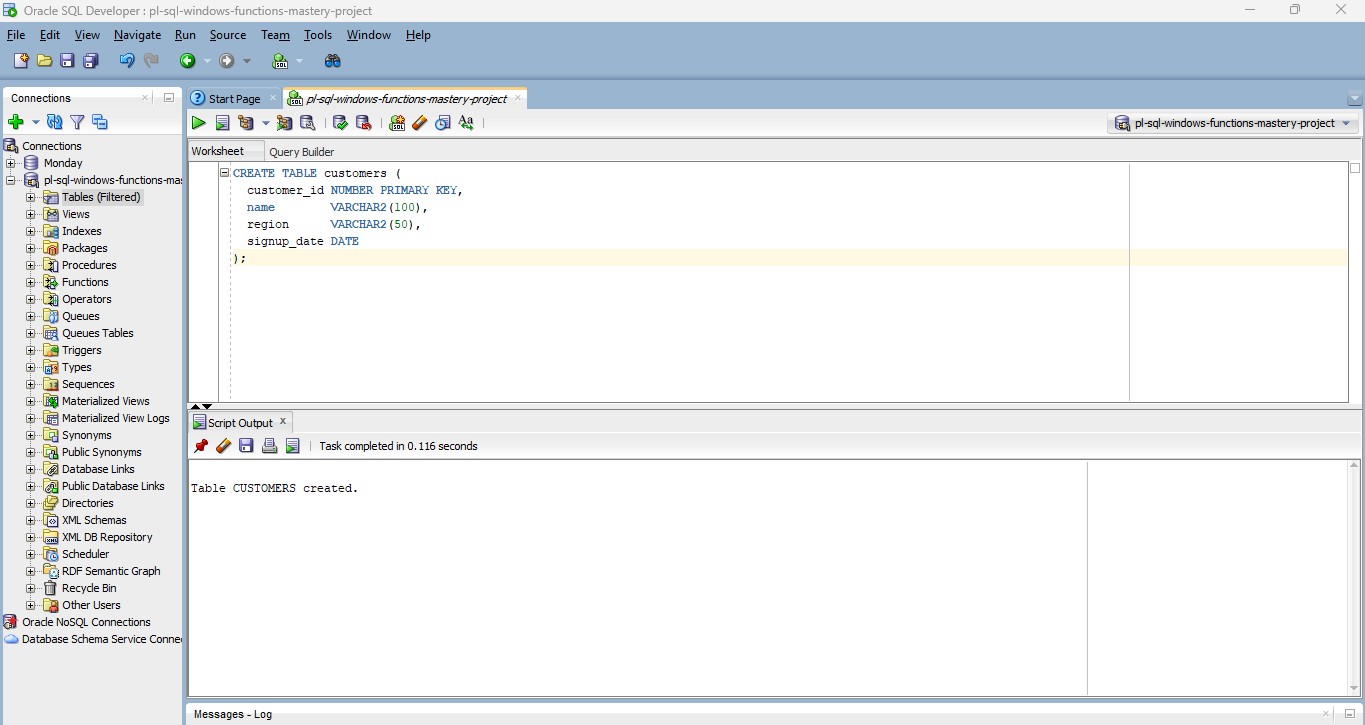 Oracle SQL Developer : pl-sql-windows-functions-mastery-project
File Edit View Navigate Run Source Team Tools Window Help
Connections
Start Page
pl-sql-windows-functions-mastery-project
pl-sql-windows-functions-mastery-project
Worksheet
Query Builder
Connections
Monday
pl-sql-windows-functions-mas
Tables (Filtered)
Views
Indexes
Packages
Procedures
Functions
Operators
Queues
Queues Tables
Triggers
Types
Sequences
Materialized Views
Materialized View Logs
Synonyms
Public Synonyms
Database Links
Public Database Links
Directories
XML Schemas
XML DB Repository
Scheduler
RDF Semantic Graph
Recycle Bin
Other Users
Oracle NoSQL Connections
Database Schema Service Connec
CREATE TABLE customers (
customer_id NUMBER PRIMARY KEY,
name VARCHAR2(100),
region VARCHAR2(50),
signup_date DATE
);
Script Output
Task completed in 0.116 seconds
Table CUSTOMERS created.
Messages - Log